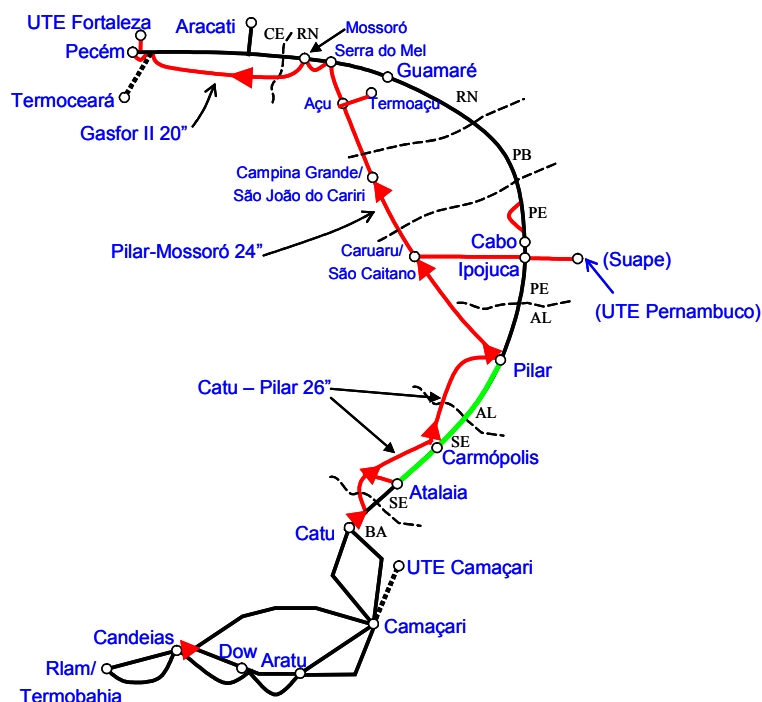 UTE Fortaleza
Aracati
CE
RN
Mossoró
Pecém
Serra do Mel
Guamaré
Termoceará
Açu
Termoaçu
RN
Gasfor II 20”
PB
Campina Grande/
São João do Cariri
PE
Pilar-Mossoró 24”
Caruaru/
São Caitano
Cabo
Ipojuca
(Suape)
PE
AL
(UTE Pernambuco)
Pilar
Catu – Pilar 26”
AL
SE
Carmópolis
Atalaia
SE
Catu
BA
UTE Camaçari
Camaçari
Candeias
Dow
Aratu
Rlam/
Termobahia